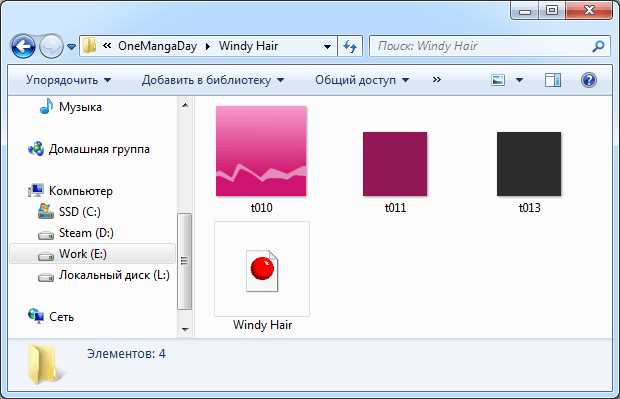 OneMangaDay Windy Hair Поиск: Windy Hair
Упорядочить Добавить в библиотеку Общий доступ »
Музыка
Домашняя группа
Компьютер
SSD (C:)
Steam (D:)
Work (E:)
Локальный диск (L:)
Сеть
t010 t011 t013
Windy Hair
Элементов: 4